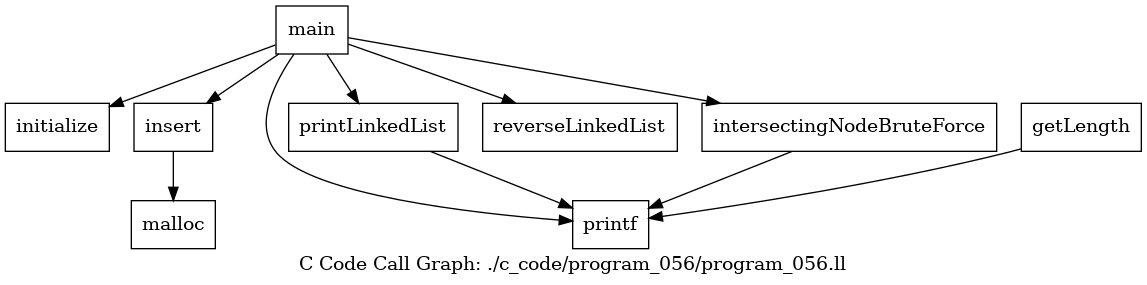 main
initialize
insert
printLinkedList
reverseLinkedList
intersectingNodeBruteForce
getLength
malloc
printf
C Code Call Graph: ./c_code/program_056/program_056.ll